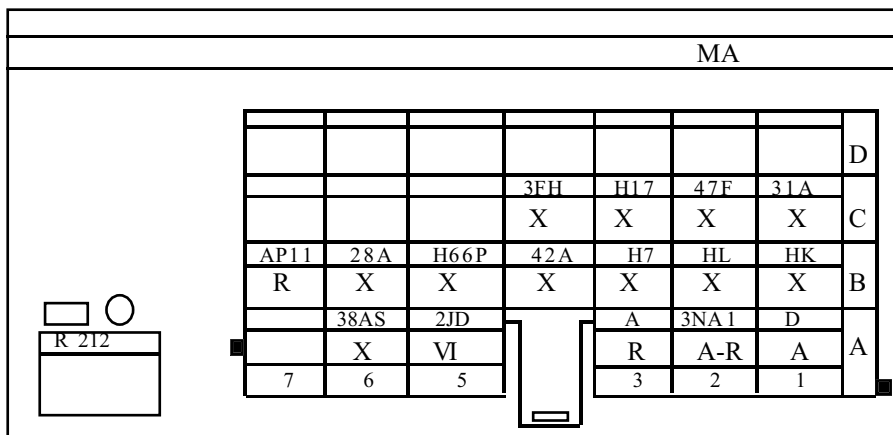 MA
D
3FH H17 47F 31A
X X X X C
AP11 28A H66P 42A H7 HL HK
R X X X X X X B
38AS 2JD A 3NA1 D
R 212
X VI R A-R A A
7 6 5 3 2 1